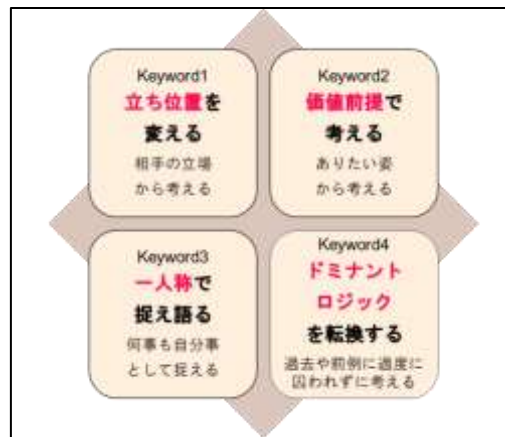 Keyword1
立ち位置を
変える
相手の立場
から考える
Keyword2
価値前提で
考える
ありたい姿
から考える
Keyword3
一人称で
捉え語る
何事も自分事
として捉える
Keyword4
ドミナント
ロジック
を転換する
過去や前例に過度に
囚われずに考える